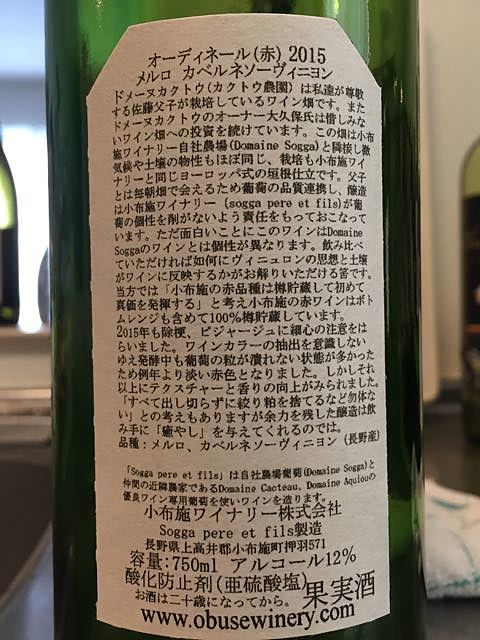 オーディネール(赤) 2015
メルロ カベルネソーヴィニヨン
ドメーヌカクトウ(カクトウ農園) は私達が尊敬
する佐藤父子が栽培しているワイン畑です。また
ドメーヌカクトウのオーナー大久保氏は惜しみな
いワイン畑への投資を続けています。この畑は小布
施ワイナリー自社農場(Domaine Sogga)と隣接し微
気候や土壌の物性もほぼ同じ、栽培も小布施ワイ
ナリーと同じヨーロッパ式の垣根仕立です。父子
とは毎朝畑で会えるため葡萄の品質連携し、醸造
は小布施ワイナリー (sogga pere et fils)が葡
萄の個性を削がないよう責任をもっておこなって
います。ただ面白いことにこのワインはDomaine
Soggaのワインとは個性が異なります。飲み比べ
ていただければ如何にヴィニュロンの思想と土壌
がワインに反映するかがお解りいただける筈です。
当方では「小布施の赤品種は樽貯蔵して初めて
真価を発揮する」と考え小布施の赤ワインはボト
ムレンジも含めて100%樽貯蔵しています。
2015年も除梗、ピジャージュに細心の注意をは
らいました。ワインカラーの抽出を意識しない
ゆえ発酵中も葡萄の粒が潰れない状態が多かっ
ため例年より淡い赤色となりました。しかしそれ
以上にテクスチャーと香りの向上がみられました。
「すべて出し切らずに絞り粕を捨てるなど勿体な
い」との考えもありますが余力を残した醸造は飲
み手に「癒やし」を与えてくれるのでは。
品種：メルロ、カベルネソーヴィニヨン (長野産)
「Sogga pere et fils」は自社農場葡萄(Domaine Sogga)と
仲間の近隣農家であるDomaine Cacteau、Domaine Aquiouの
優良ワイン専用葡萄を使いワインを造ります。
小布施ワイナリー株式会社
Sogga pere et fils製造
長野県上高井郡小布施町押羽571
容量：750ml アルコール12%
酸化防止剤(亜硫酸塩) 果実酒
お酒は二十歳になってから。
www.obusewinery.com